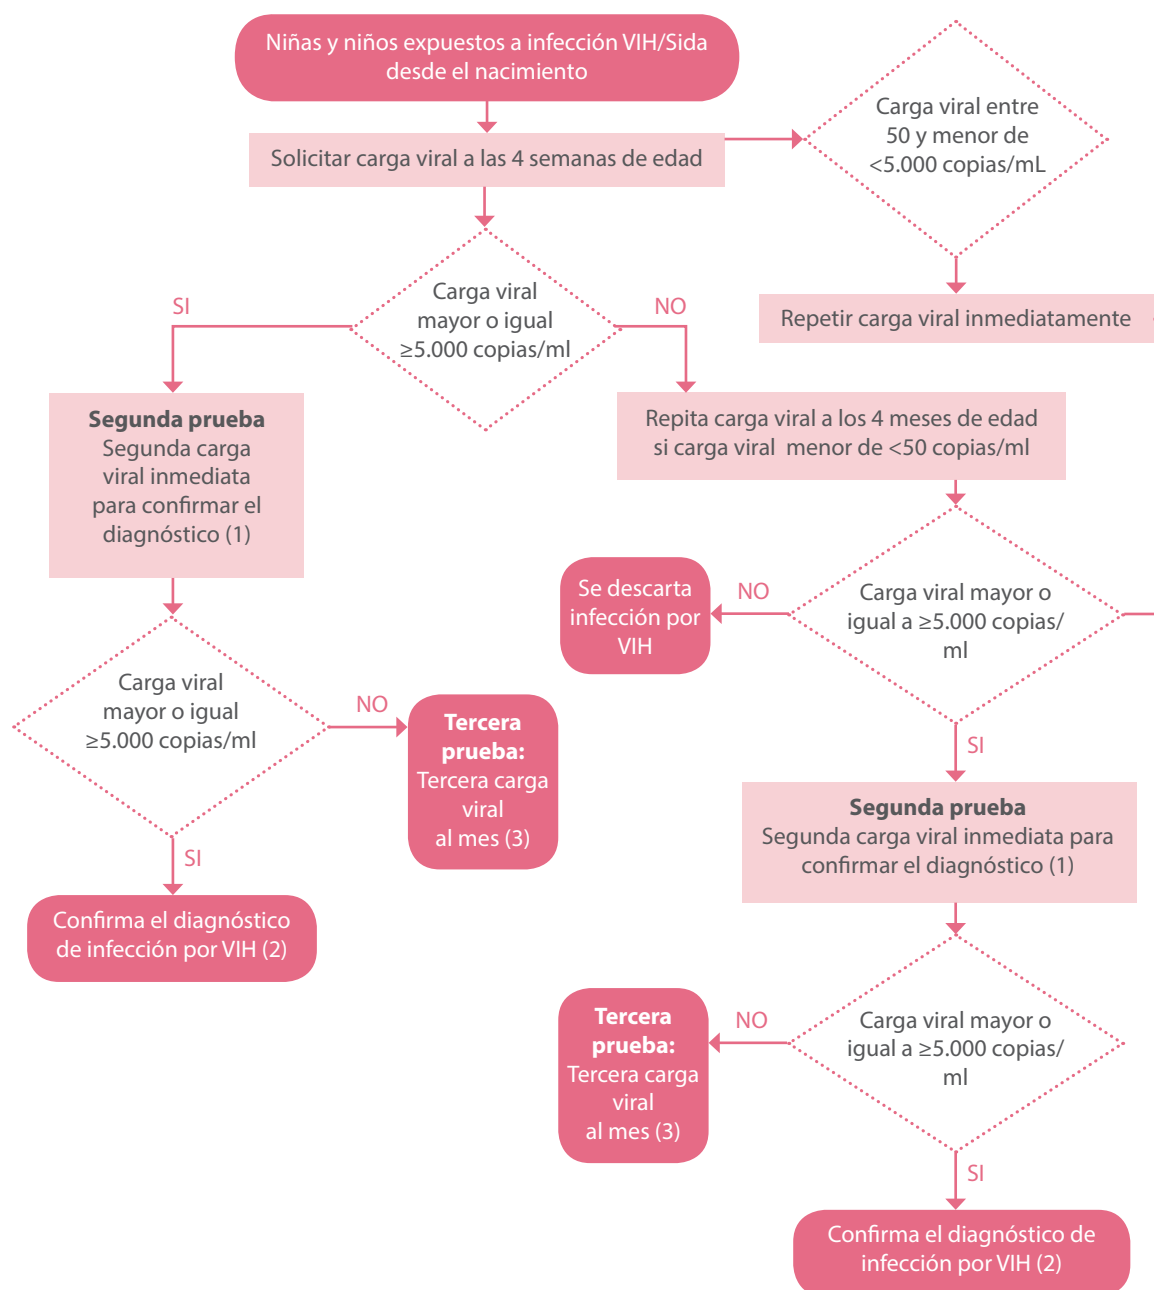 Niñas y niños expuestos a infección VIH/Sida
desde el nacimiento
Solicitar carga viral a las 4 semanas de edad
Carga viral entre
50 y menor de
<5.000 copias/mL
Repetir carga viral inmediatamente
Carga viral
mayor o igual
≥5.000 copias/ml
SI
NO
Segunda prueba
Segunda carga
viral inmediata
para confirmar el
diagnóstico (1)
Repita carga viral a los 4 meses de edad
si carga viral menor de <50 copias/ml
Carga viral
mayor o igual
≥5.000 copias/ml
NO
Tercera
prueba:
Tercera carga
viral
al mes (3)
SI
Confirma el diagnóstico
de infección por VIH (2)
Carga viral mayor o
igual a ≥5.000 copias/
ml
NO
Se descarta
infección por
VIH
SI
Segunda prueba
Segunda carga viral inmediata para
confirmar el diagnóstico (1)
Carga viral mayor o
igual a ≥5.000 copias/
ml
NO
Tercera
prueba:
Tercera carga
viral
al mes (3)
SI
Confirma el diagnóstico de
infección por VIH (2)